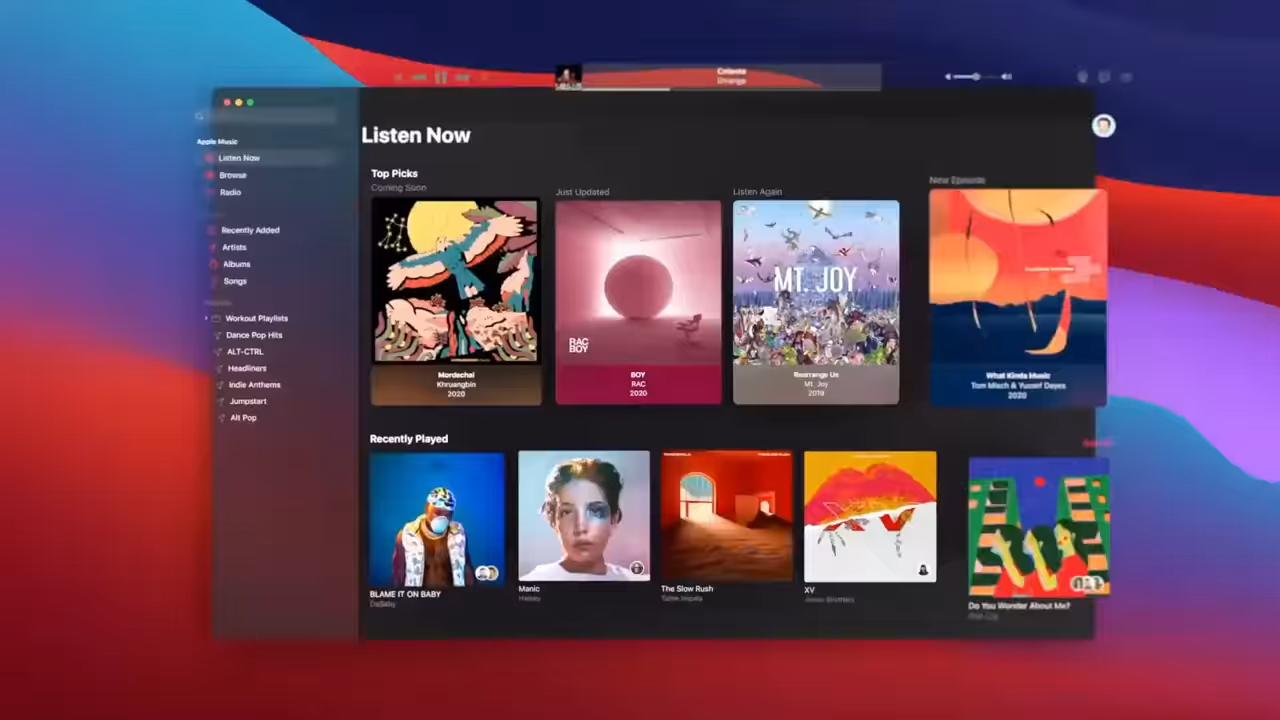 Listen Now
Apple Music
Listen Now
Browse
Radio
Recently Added
Artists
Albums
Songs
Workout Playlists
Dance Pop Hits
ALT-CTRL
Headliners
Indie Anthems
Jumpstart
Alt Pop
Top Picks
Coming Soon
Mordechai
Khruangbin
2020
Just Updated
RAC
BOY
BOY
RAC
2020
Listen Again
MT. JOY
Rearrange Us
Mt. Joy
2019
New Episode
What Kinda Music
Tom Misch & Yussef Dayes
2020
Recently Played
BLAME IT ON BABY
DaBaby
Manic
Halsey
The Slow Rush
Tame Impala
XV
XV
Jonas Brothers
Do You Wonder About Me?